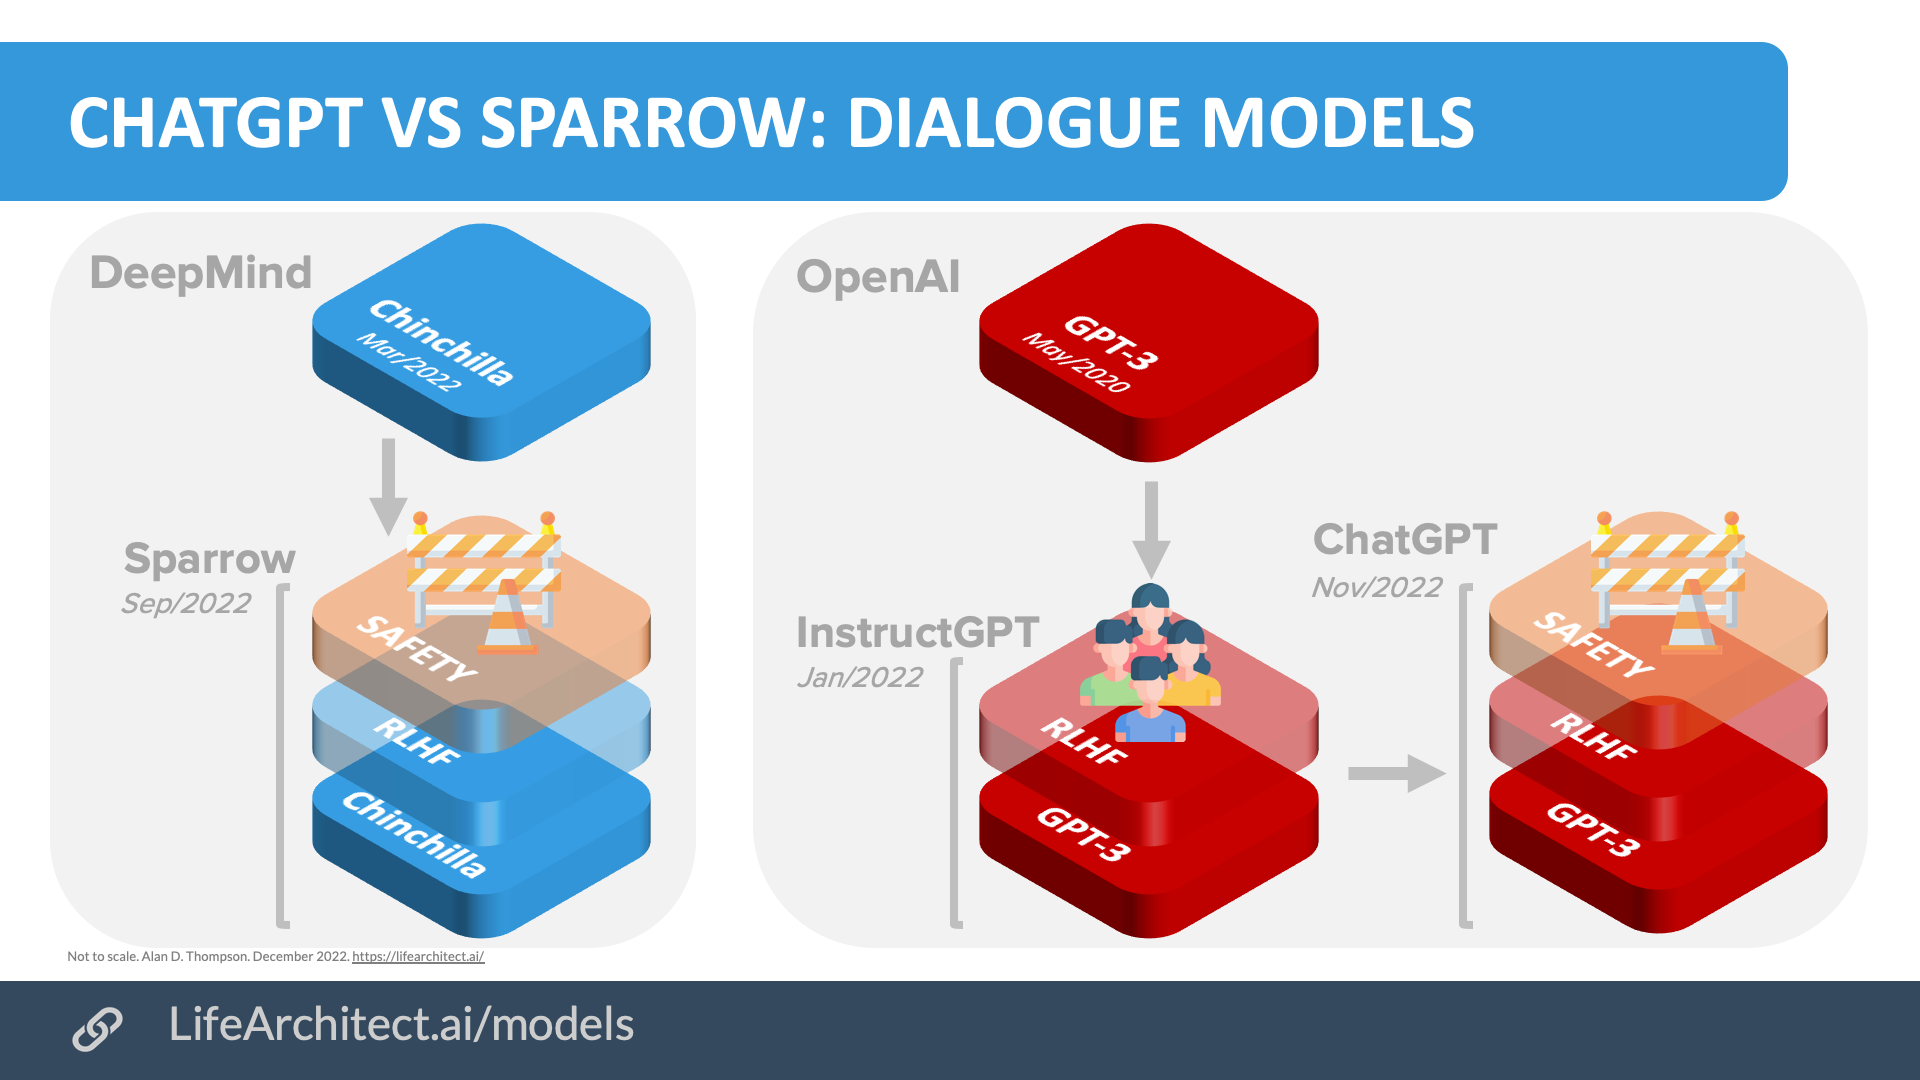 CHATGPT VS SPARROW: DIALOGUE MODELS
DeepMind
Chinchilla
Mar/2022
Sparrow
Sep/2022
SAFETY
RLHF
Chinchilla
OpenAI
GPT-3
May/2020
InstructGPT
Jan/2022
RLHF
GPT-3
ChatGPT
Nov/2022
SAFETY
RLHF
GPT-3
Not to scale. Alan D. Thompson. December 2022. https://lifearchitect.ai/
LifeArchitect.ai/models